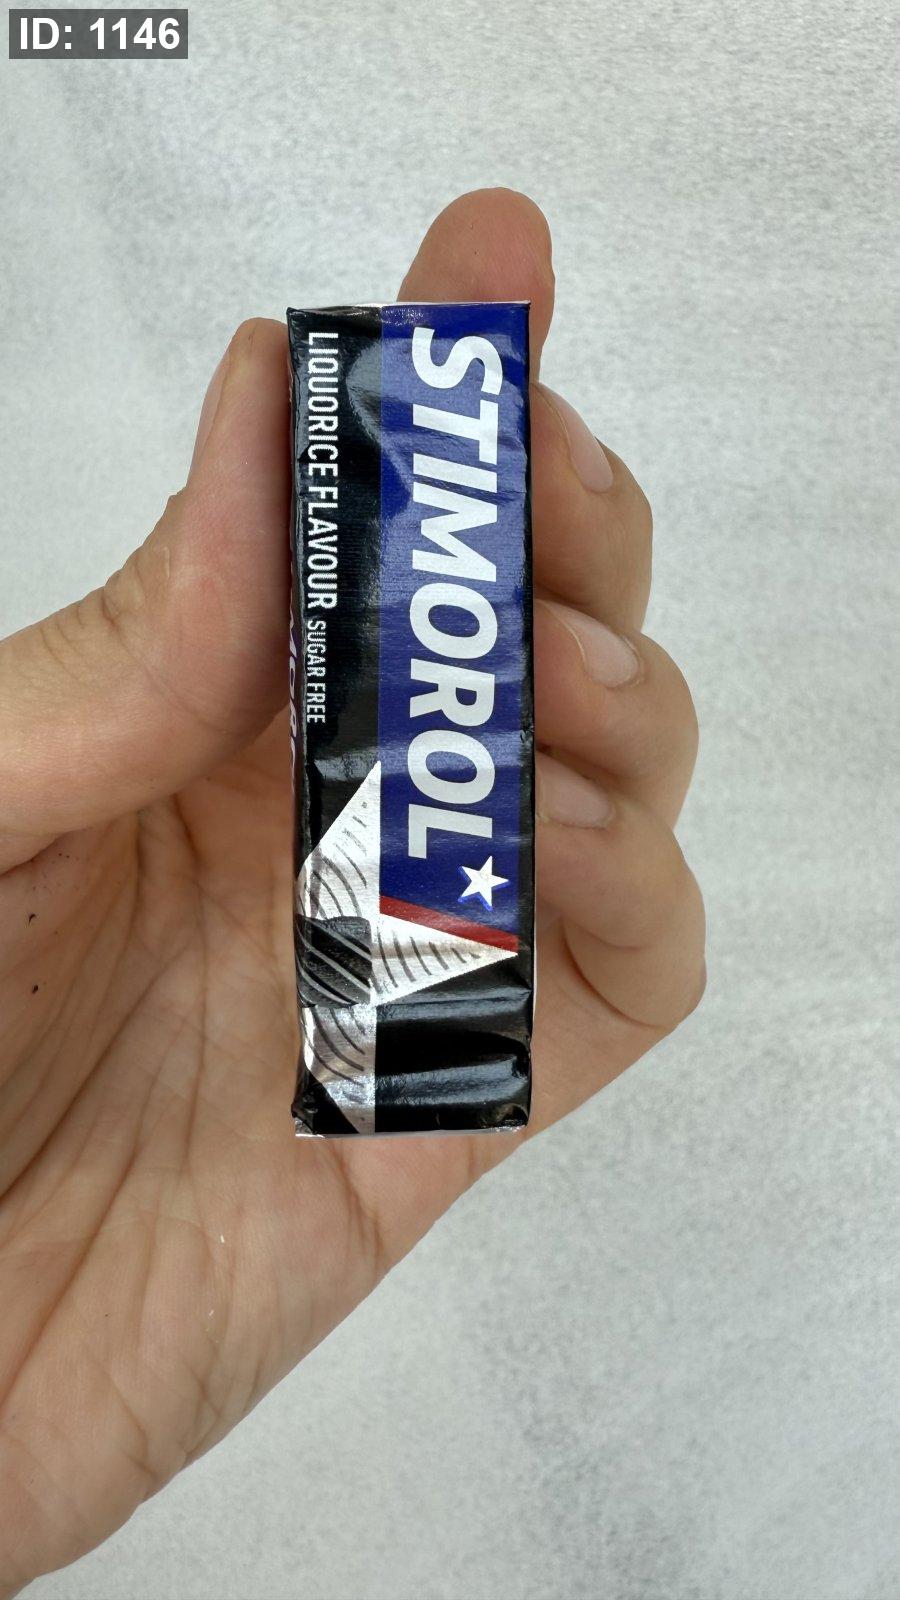 ID: 1146
STIMOROL
LIQUORICE FLAVOUR SUGAR FREE